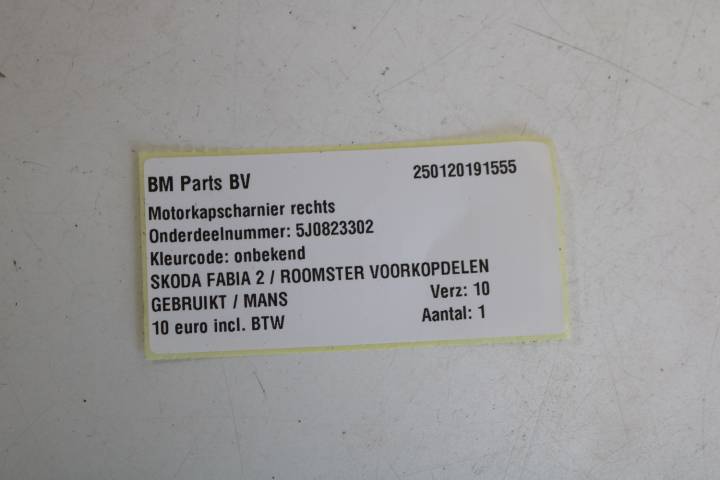 BM Parts BV 250120191555
Motorkapscharnier rechts
Onderdeelnummer: 5J0823302
Kleurcode: onbekend
SKODA FABIA 2 / ROOMSTER VOORKOPDELEN
GEBRUIKT / MANS Verz: 10
10 euro incl. BTW Aantal: 1